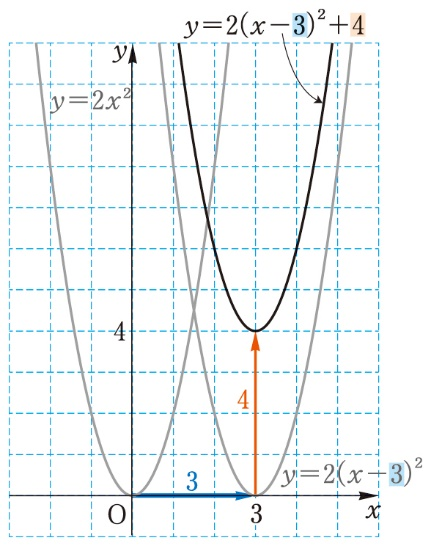 y=2(x−3)²+4
y
y=2x²
4
4
3
y=2(x−3)²
O
3
x